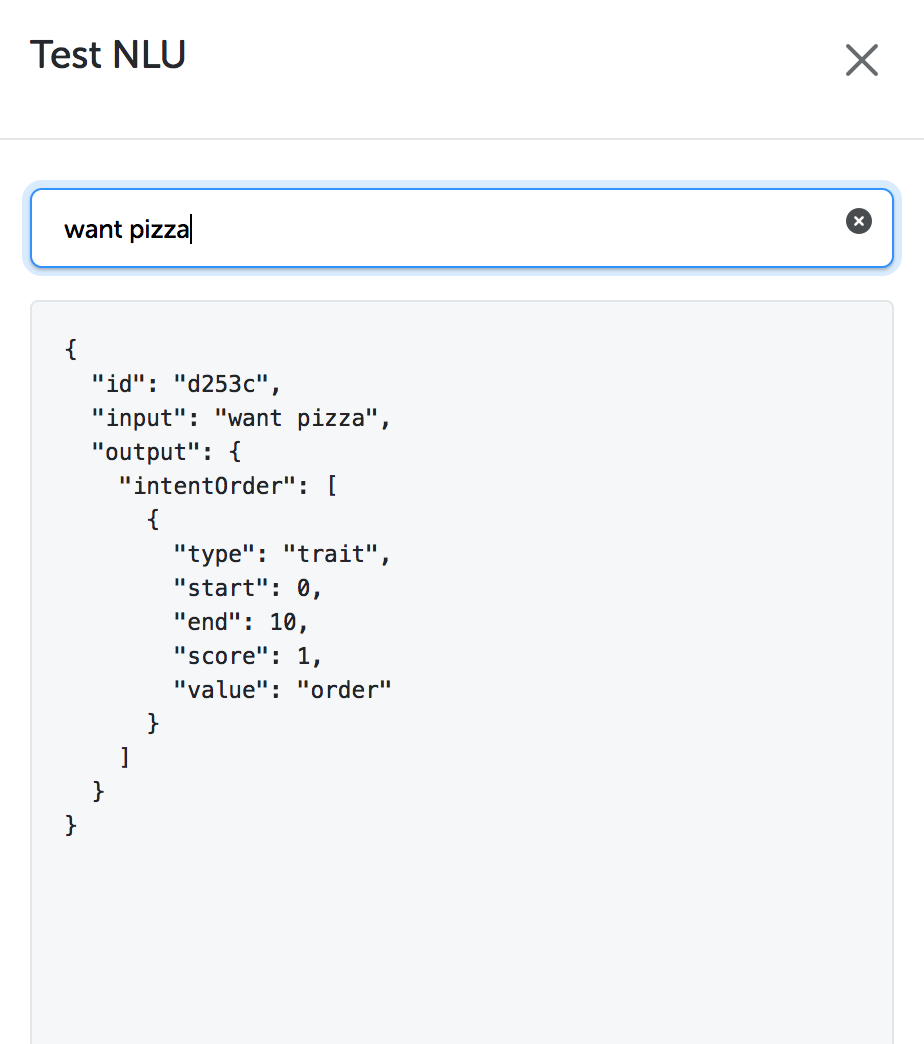 Test NLU
want pizza
{
  "id": "d253c",
  "input": "want pizza",
  "output": {
    "intentOrder": [
      {
        "type": "trait",
        "start": 0,
        "end": 10,
        "score": 1,
        "value": "order"
      }
    ]
  }
}